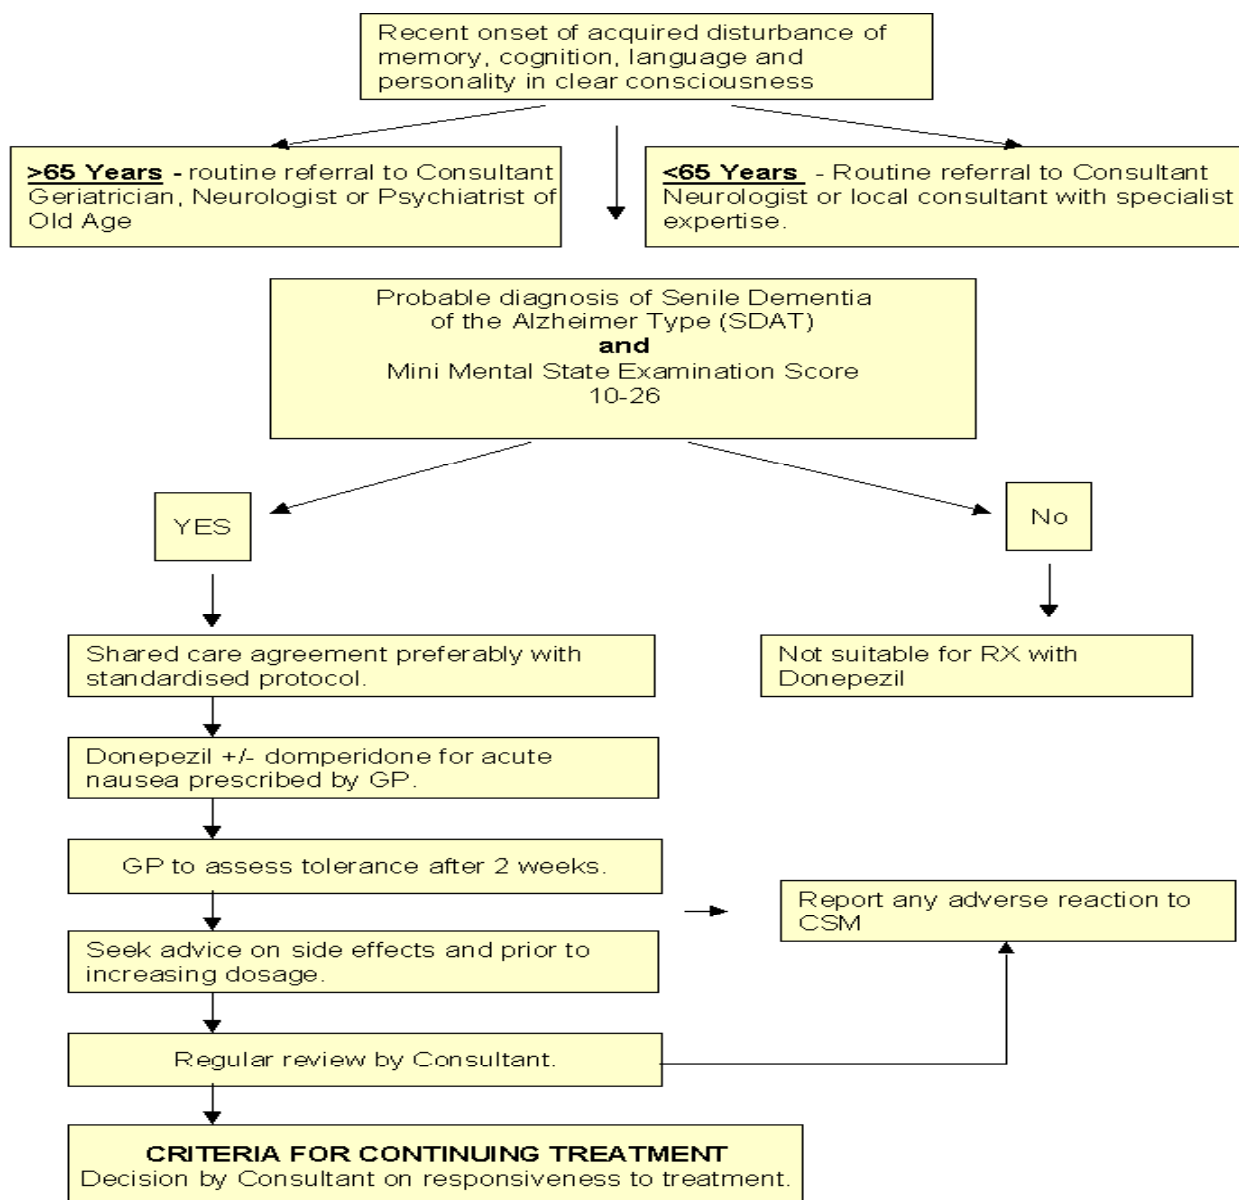 Recent onset of acquired disturbance of
memory, cognition, language and
personality in clear consciousness
>65 Years - routine referral to Consultant
Geriatrician, Neurologist or Psychiatrist of
Old Age
<65 Years - Routine referral to Consultant
Neurologist or local consultant with specialist
expertise.
Probable diagnosis of Senile Dementia
of the Alzheimer Type (SDAT)
and
Mini Mental State Examination Score
10-26
YES
No
Shared care agreement preferably with
standardised protocol.
Not suitable for RX with
Donepezil
Donepezil +/- domperidone for acute
nausea prescribed by GP.
GP to assess tolerance after 2 weeks.
Report any adverse reaction to
CSM
Seek advice on side effects and prior to
increasing dosage.
Regular review by Consultant.
CRITERIA FOR CONTINUING TREATMENT
Decision by Consultant on responsiveness to treatment.